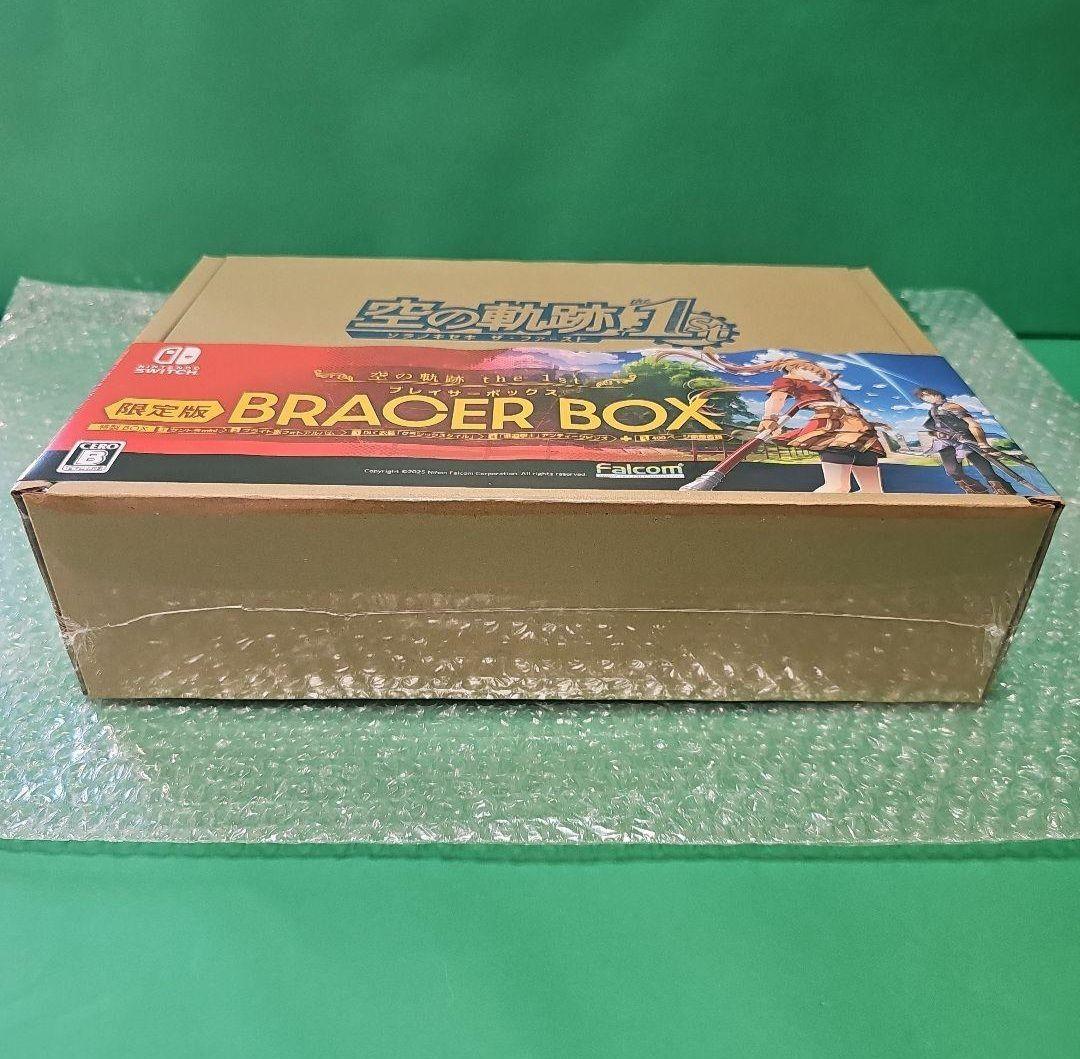 空の軌跡 the 1st
ソラノキセキ ザ・ファースト
NINTENDO
SWITCH
空の軌跡 the 1st
ブレイサーボックス
限定版 BRACER BOX
CERO
B
Copyright ©2025 Nihon Falcom Corporation. All rights reserved.
Falcom